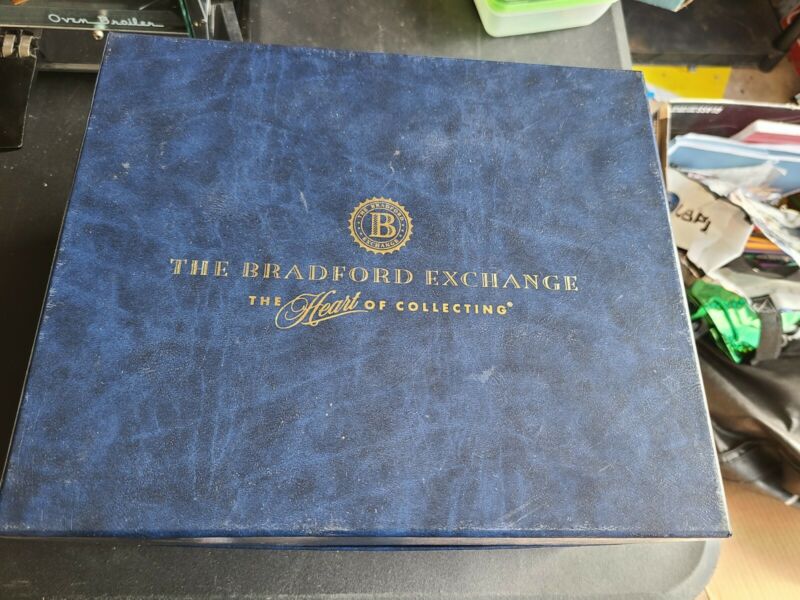 Oven Broiler
THE BRADFORD
B
EXCHANGE
THE BRADFORD EXCHANGE
THE Heart OF COLLECTING®